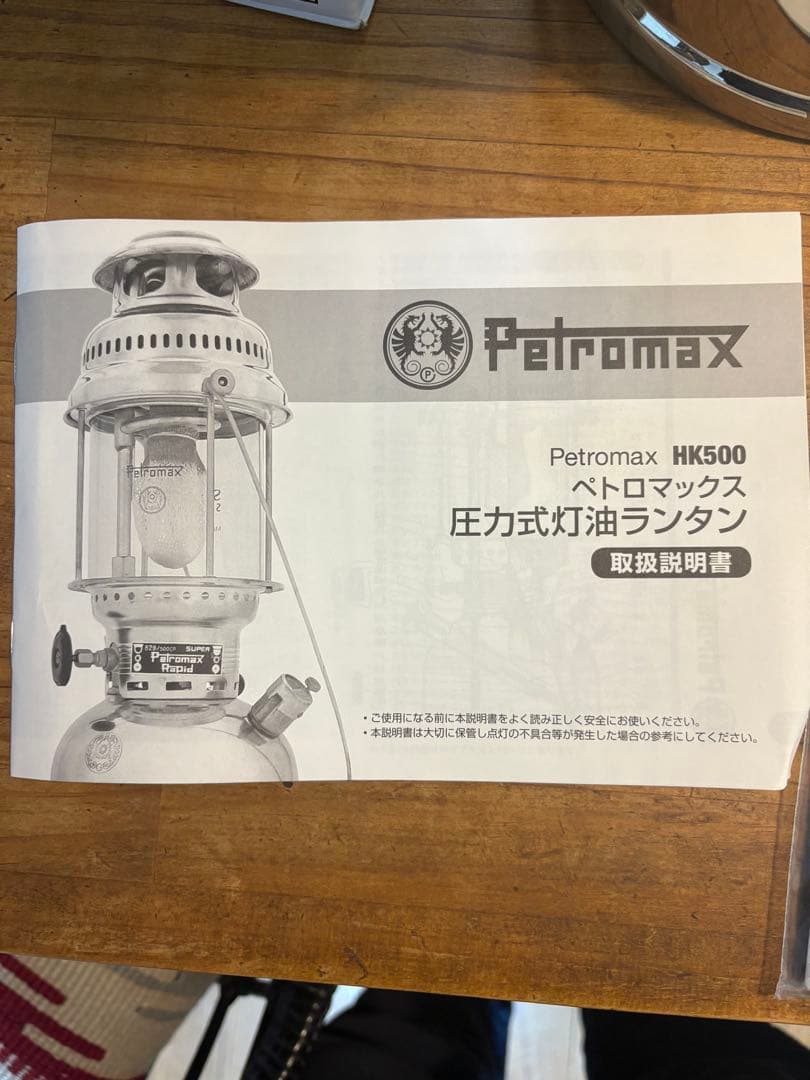 Petromax
Petromax HK500
ペトロマックス
圧力式灯油ランタン
取扱説明書
Petromax
829/500CP SUPER
Petromax
Rapid
P
・ご使用になる前に本説明書をよく読み正しく安全にお使いください。
・本説明書は大切に保管し点灯の不具合等が発生した場合の参考にしてください。